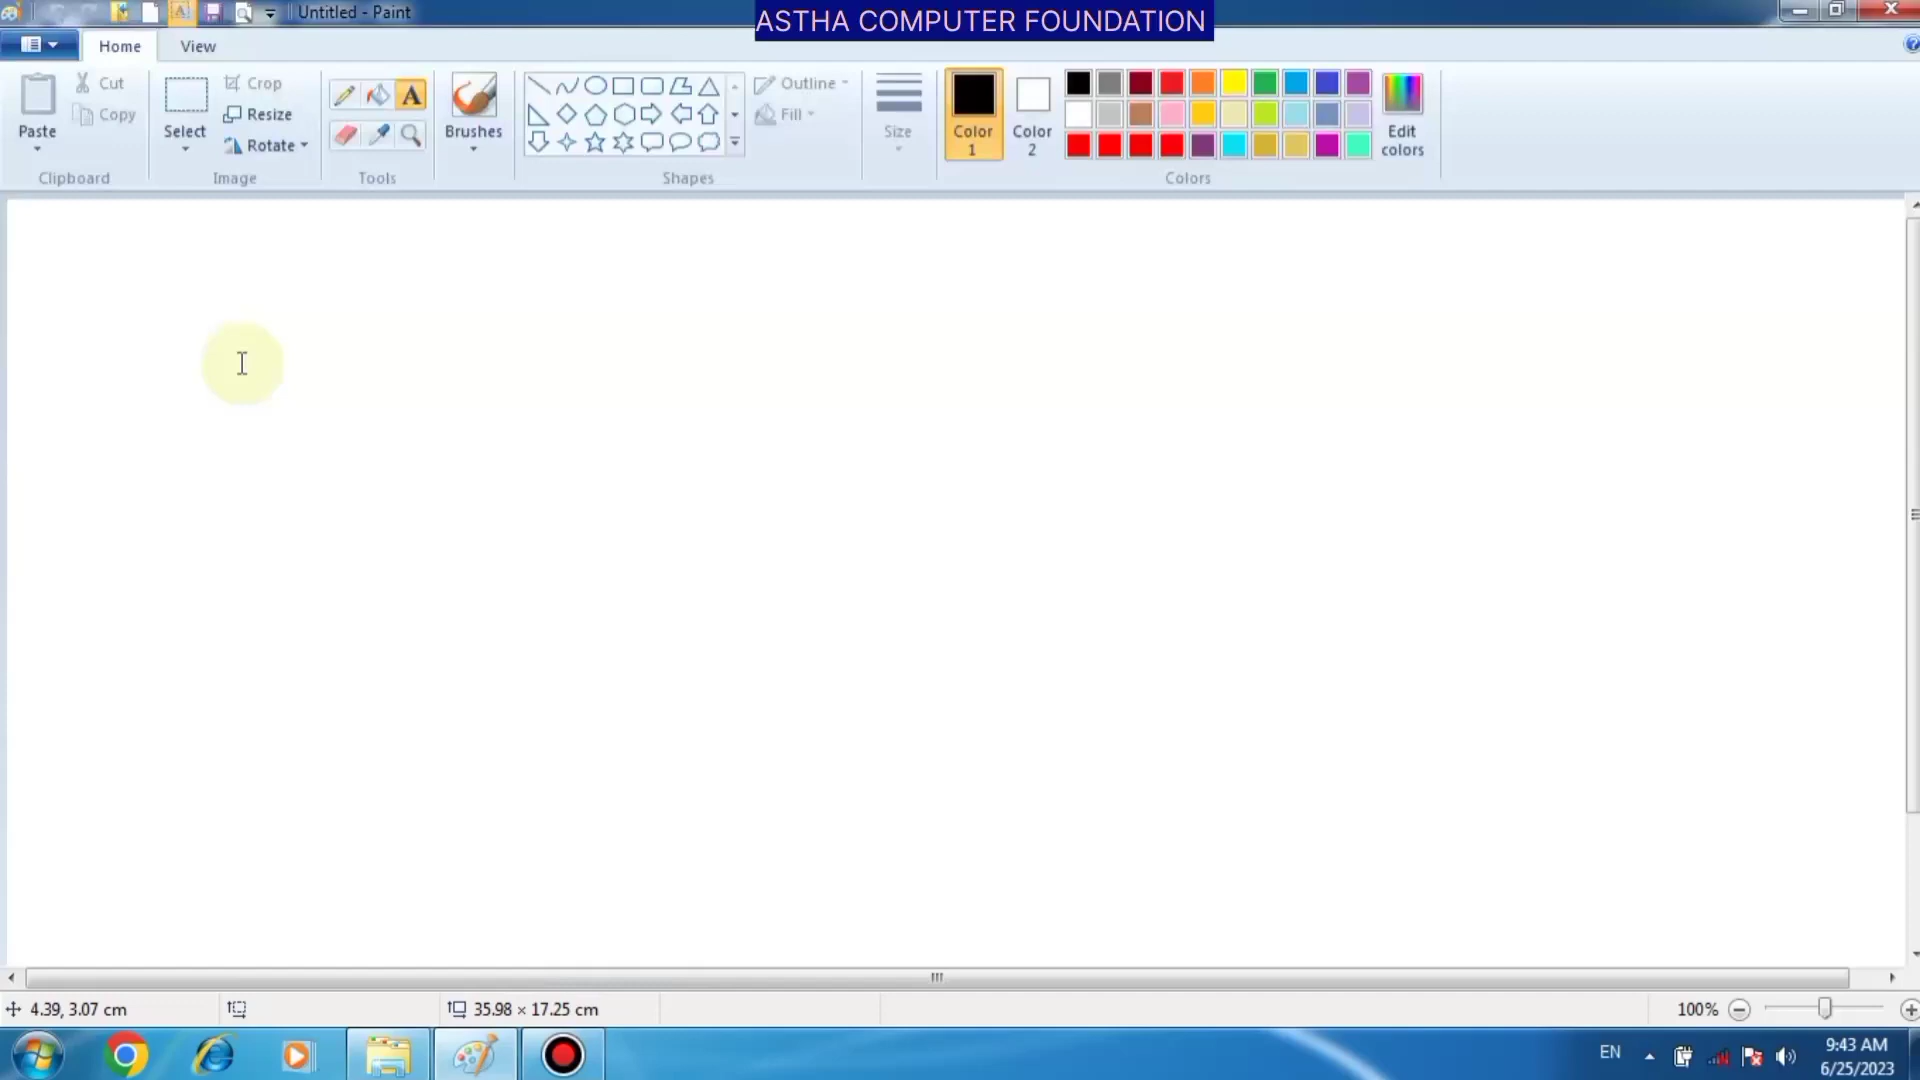 Untitled - Paint
ASTHA COMPUTER FOUNDATION
Home
View
Paste
Cut
Copy
Clipboard
Select
Crop
Resize
Rotate
Image
A
Tools
Brushes
Outline
Fill
Shapes
Size
Color
1
Color
2
Edit
colors
Colors
4.39, 3.07 cm
35.98 × 17.25 cm
100%
EN
9:43 AM
6/25/2023